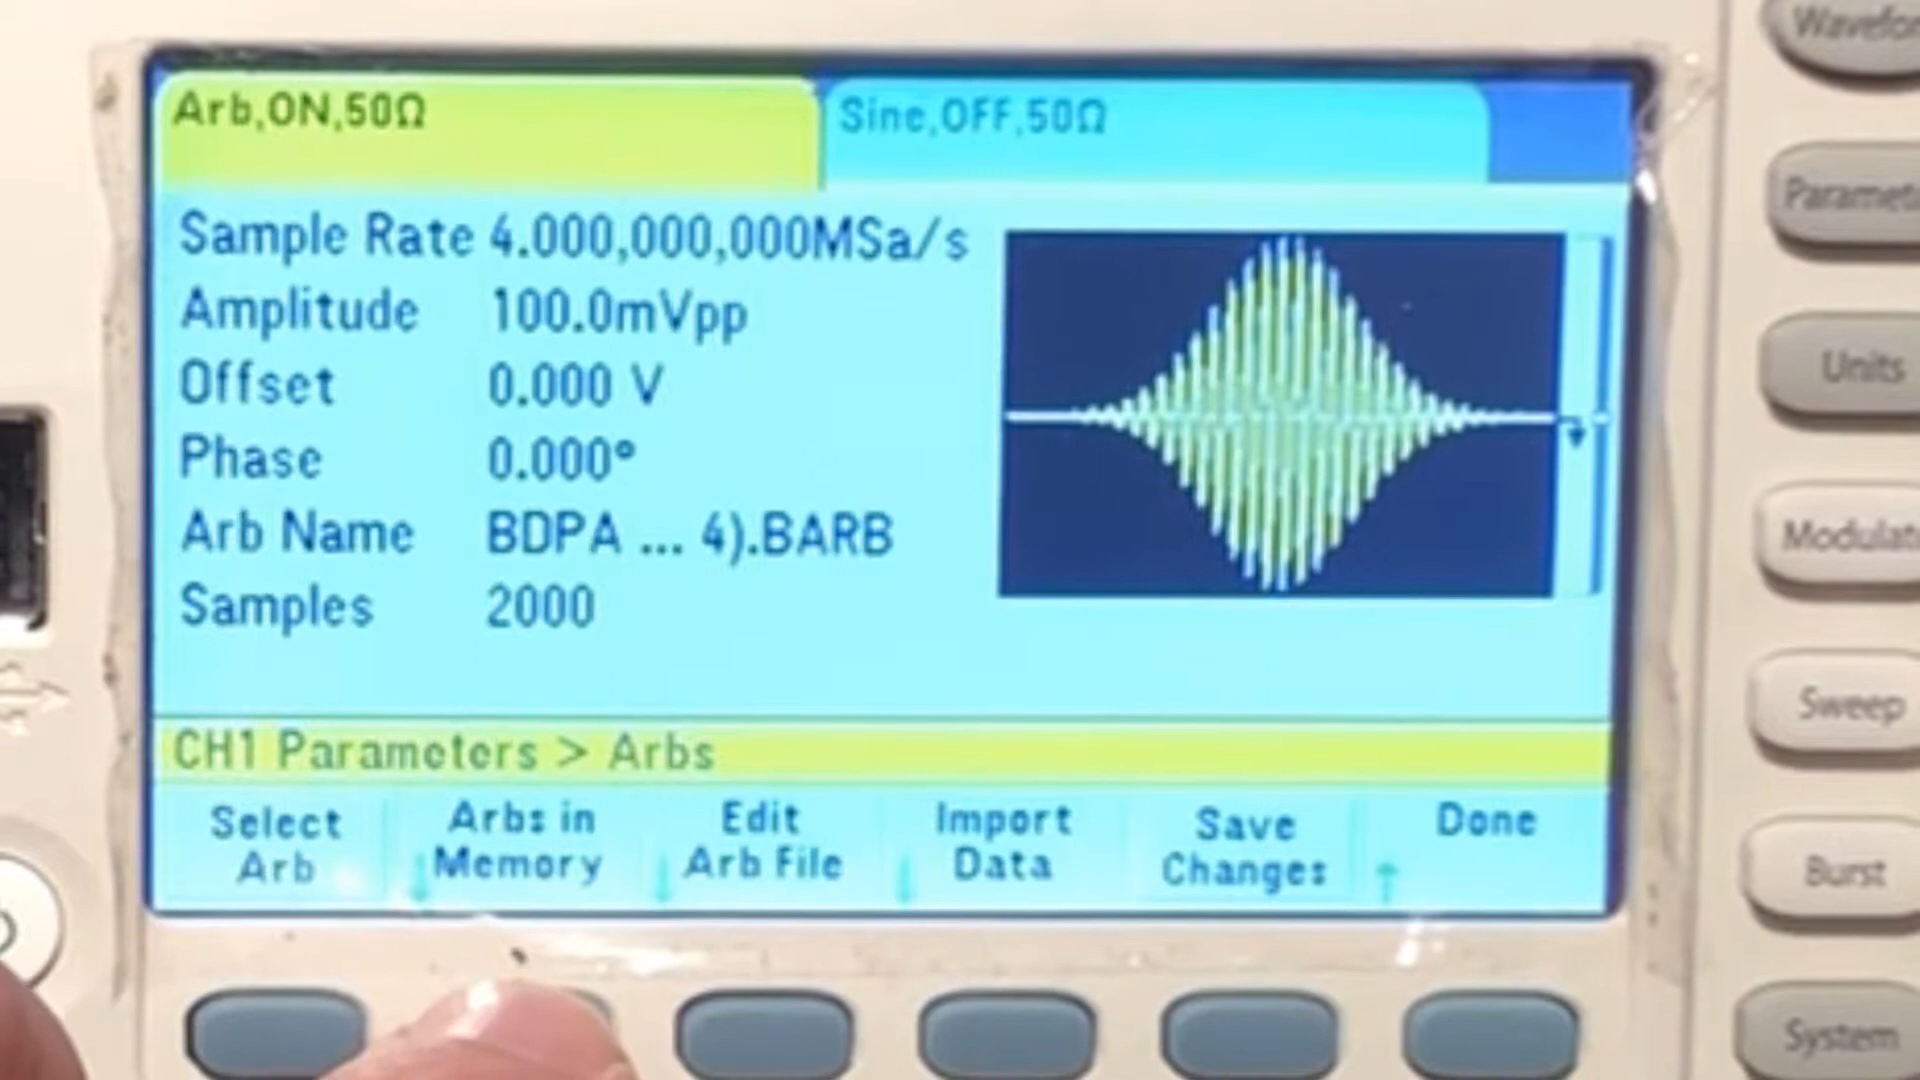 Arb,ON,50Ω
Sine,OFF,50Ω
Sample Rate 4.000,000,000MSa/s
Amplitude 100.0mVpp
Offset 0.000 V
Phase 0.000°
Arb Name BDPA ... 4).BARB
Samples 2000
CH1 Parameters > Arbs
Select Arb
Arbs in Memory
Edit Arb File
Import Data
Save Changes
Done
Units
Sweep
Burst
System